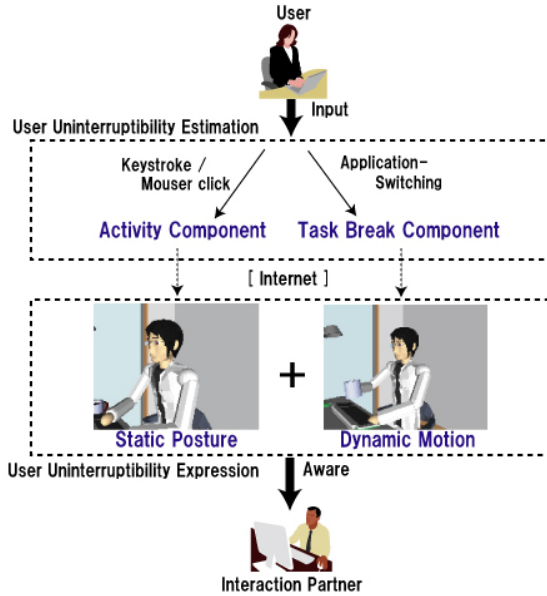 User
Input
User Uninterruptibility Estimation
Keystroke /
Mouser click
Application-
Switching
Activity Component
Task Break Component
[ Internet ]
+
Static Posture
Dynamic Motion
User Uninterruptibility Expression
Aware
Interaction Partner